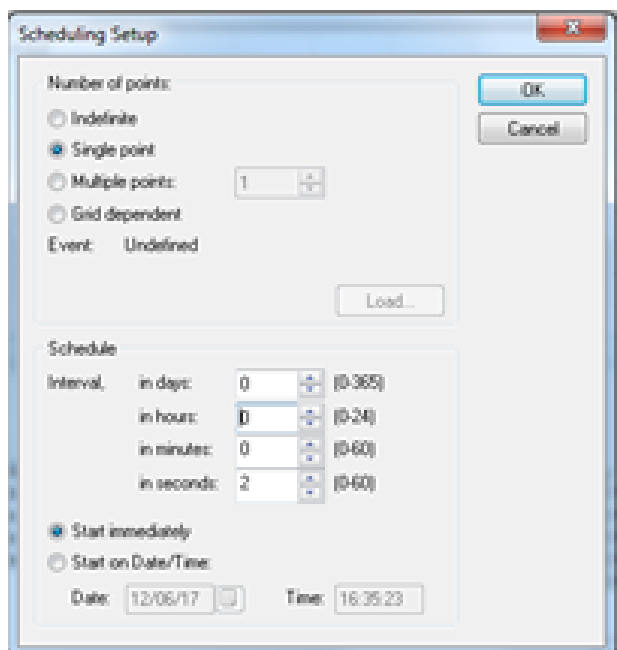 Scheduling Setup
Number of points:
OK
Indefinite
Cancel
Single point
Multiple points: 1
Grid dependent
Event: Undefined
Load...
Schedule
Interval, in days: 0 (0-365)
in hours: 0 (0-24)
in minutes: 0 (0-60)
in seconds: 2 (0-60)
Start immediately
Start on Date/Time:
Date: 12/06/17 Time: 16:35:23